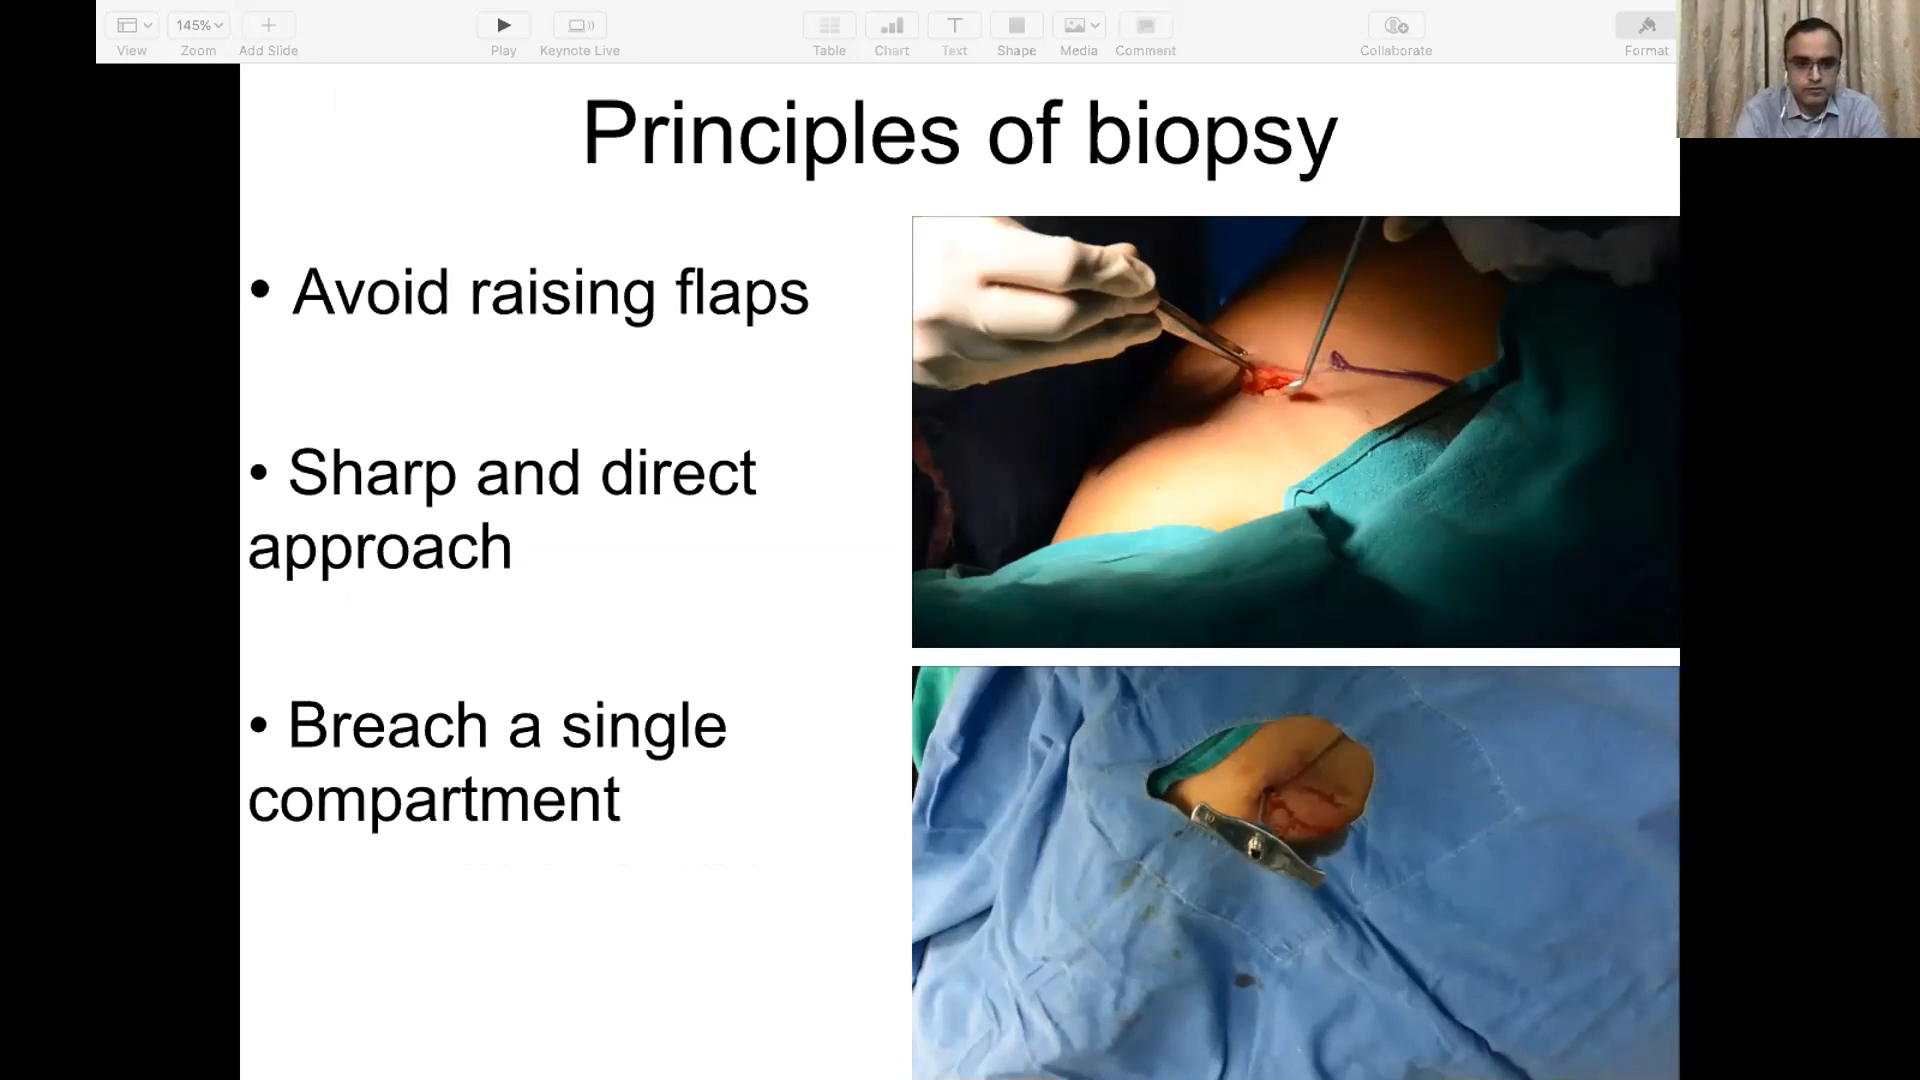 145%
View
Zoom
Add Slide
Play
Keynote Live
Table
Chart
Text
Shape
Media
Comment
Collaborate
Format
Principles of biopsy
• Avoid raising flaps
• Sharp and direct
approach
• Breach a single
compartment
10